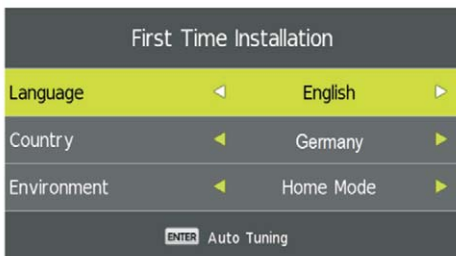 First Time Installation
Language English
Country Germany
Environment Home Mode
ENTER Auto Tuning